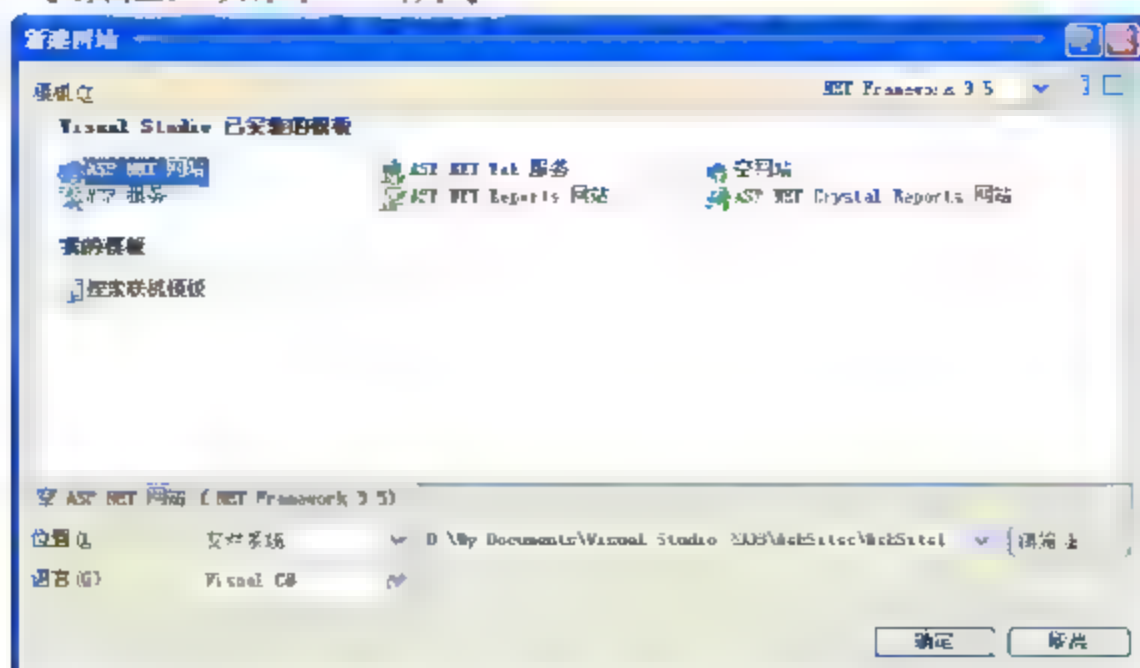 新建网站
模板(T) .NET Framework 3.5
Visual Studio 已安装的模板
ASP.NET 网站 ASP.NET Web 服务 空网站
WCF 服务 ASP.NET Reports 网站 ASP.NET Crystal Reports 网站
我的模板
搜索联机模板
空 ASP.NET 网站 (.NET Framework 3.5)
位置(L) 文件系统 D:\My Documents\Visual Studio 2008\WebSites\WebSite1
语言(G) Visual C#
确定 取消